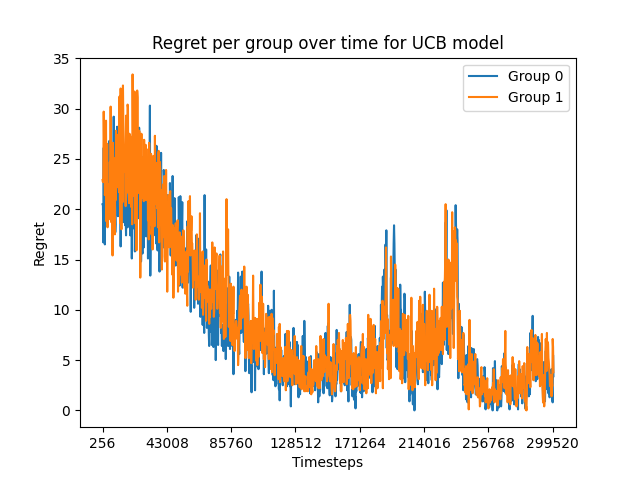 Regret per group over time for UCB model
35
30
25
20
15
10
5
0
Regret
Group 0
Group 1
256 43008 85760 128512 171264 214016 256768 299520
Timesteps